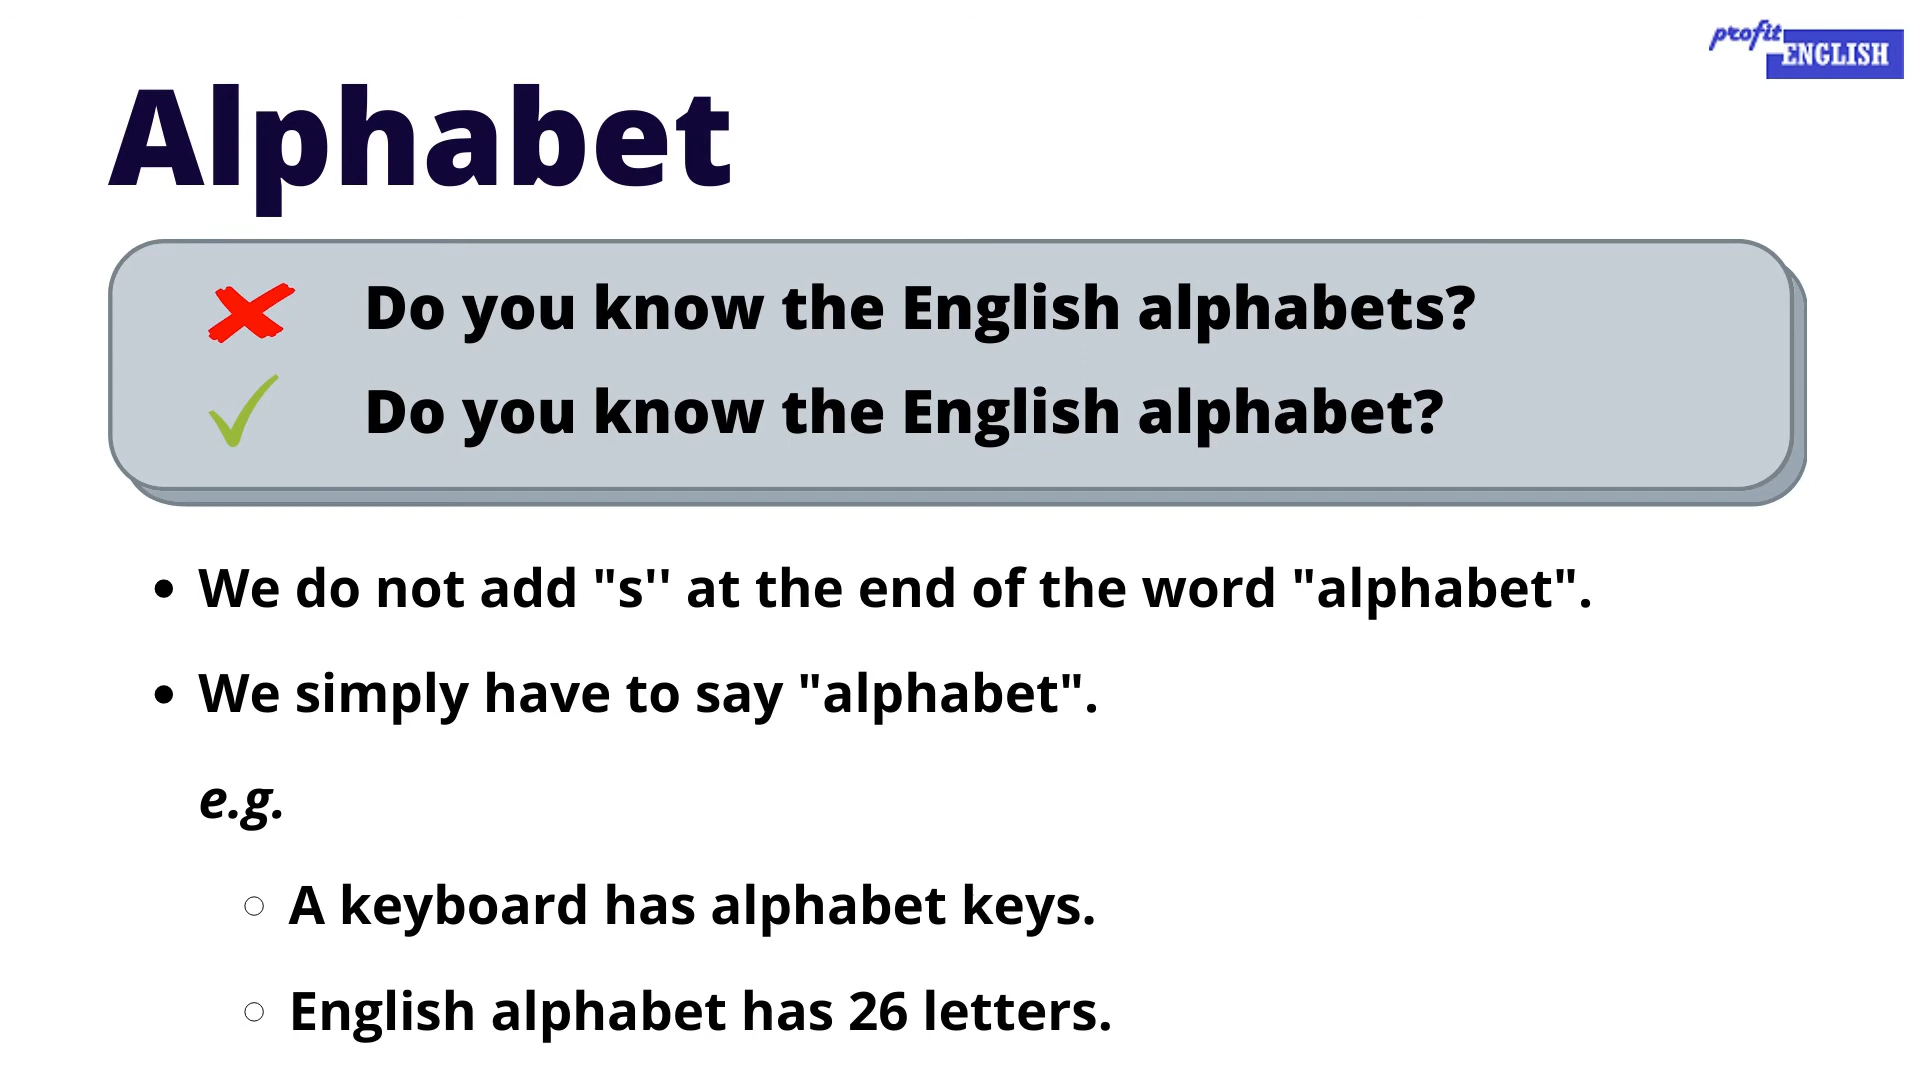 profit
ENGLISH
Alphabet
Do you know the English alphabets?
Do you know the English alphabet?
• We do not add "s'' at the end of the word "alphabet".
• We simply have to say "alphabet".
e.g.
○ A keyboard has alphabet keys.
○ English alphabet has 26 letters.